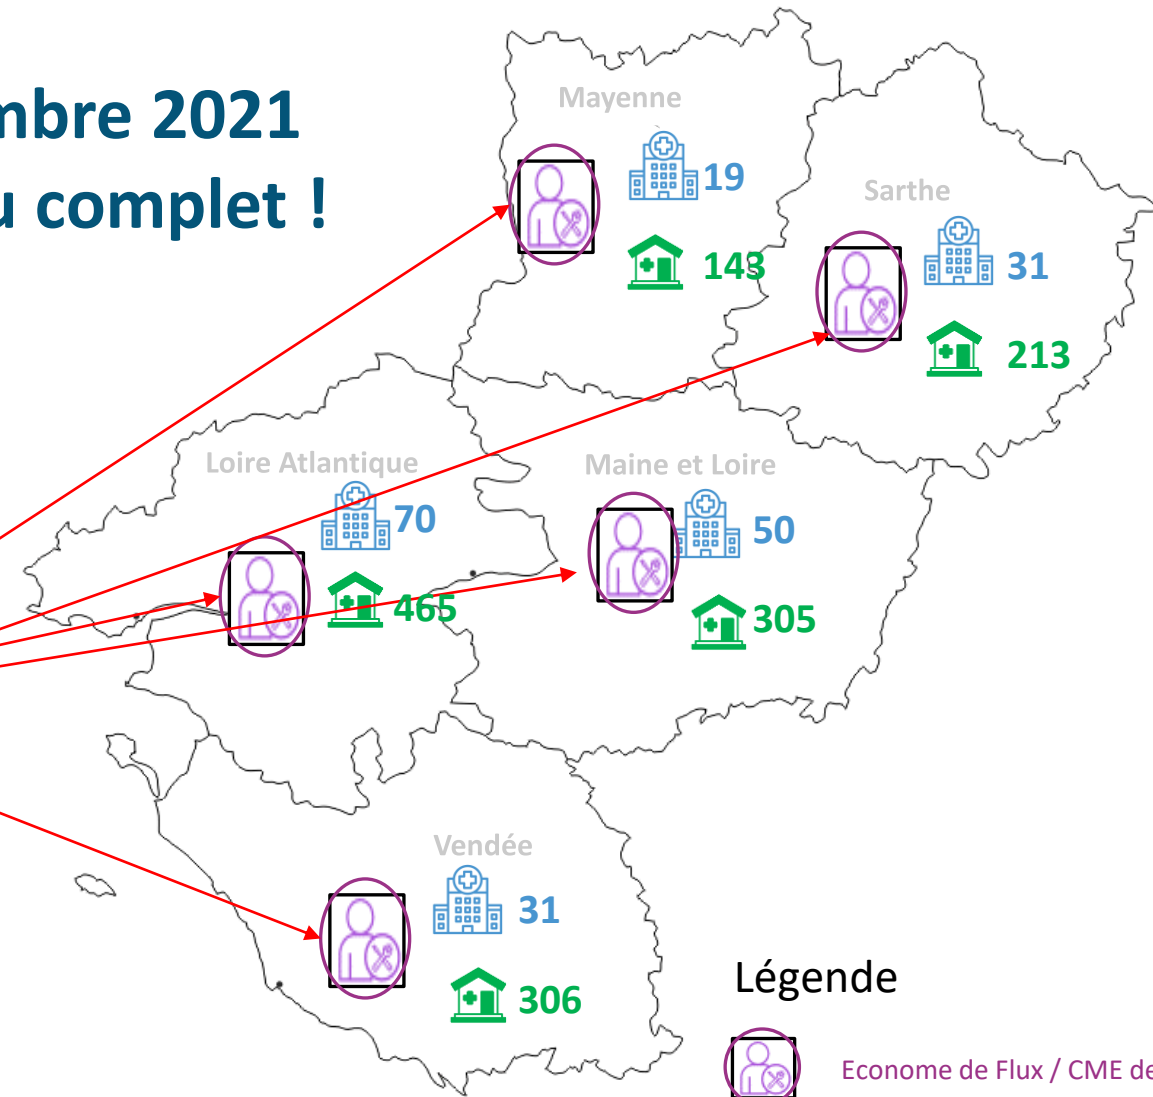 mbre 2021
u complet !
Mayenne
19
143
Sarthe
31
213
Loire Atlantique
70
465
Maine et Loire
50
305
Vendée
31
306
Légende
Econome de Flux / CME de